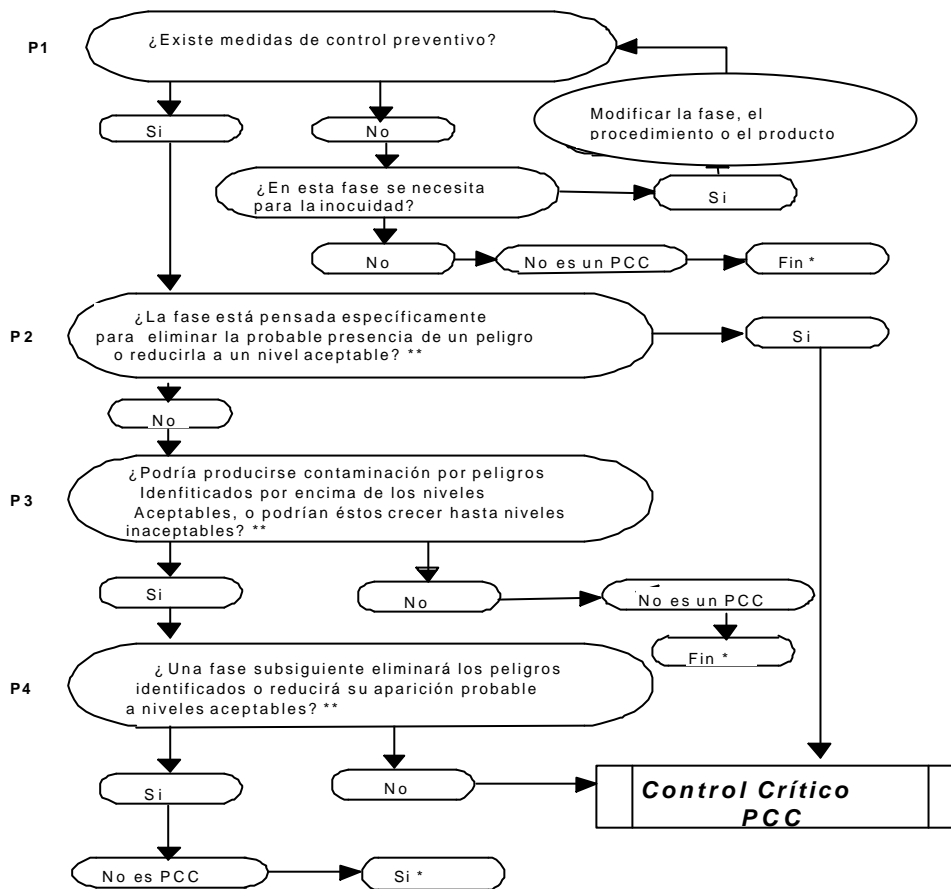 P1
¿Existe medidas de control preventivo?
Si
No
Modificar la fase, el
procedimiento o el producto
¿En esta fase se necesita
para la inocuidad?
Si
No
No es un PCC
Fin *
P2
¿La fase está pensada específicamente
para eliminar la probable presencia de un peligro
o reducirla a un nivel aceptable? **
Si
No
P3
¿Podría producirse contaminación por peligros
Idenfiticados por encima de los niveles
Aceptables, o podrían éstos crecer hasta niveles
inaceptables? **
Si
No
No es un PCC
Fin *
P4
¿Una fase subsiguiente eliminará los peligros
identificados o reducirá su aparición probable
a niveles aceptables? **
Si
No
Control Crítico
PCC
No es PCC
Si *